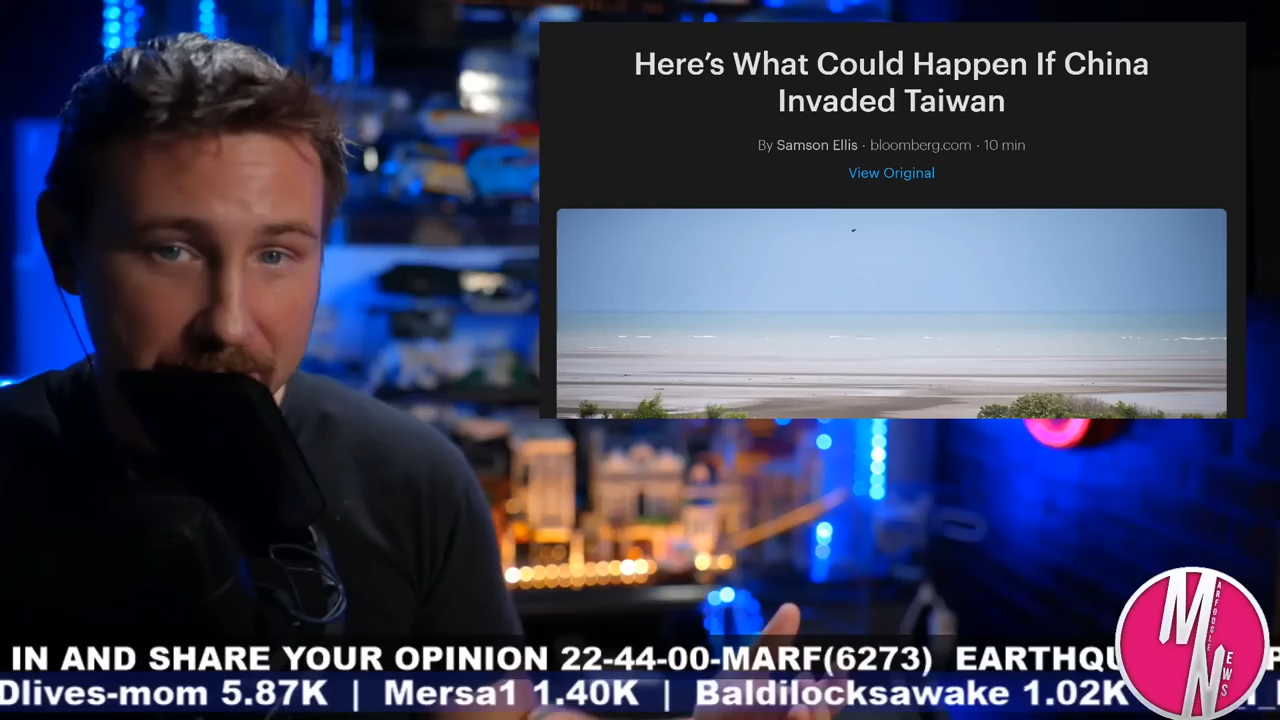 Here's What Could Happen If China
Invaded Taiwan
By Samson Ellis · bloomberg.com · 10 min
View Original
IN AND SHARE YOUR OPINION 22-44-00-MARF(6273) EARTHQU
Dlives-mom 5.87K | Mersa1 1.40K | Baldilocksawake 1.02K
MARFOOGLE
NEWS